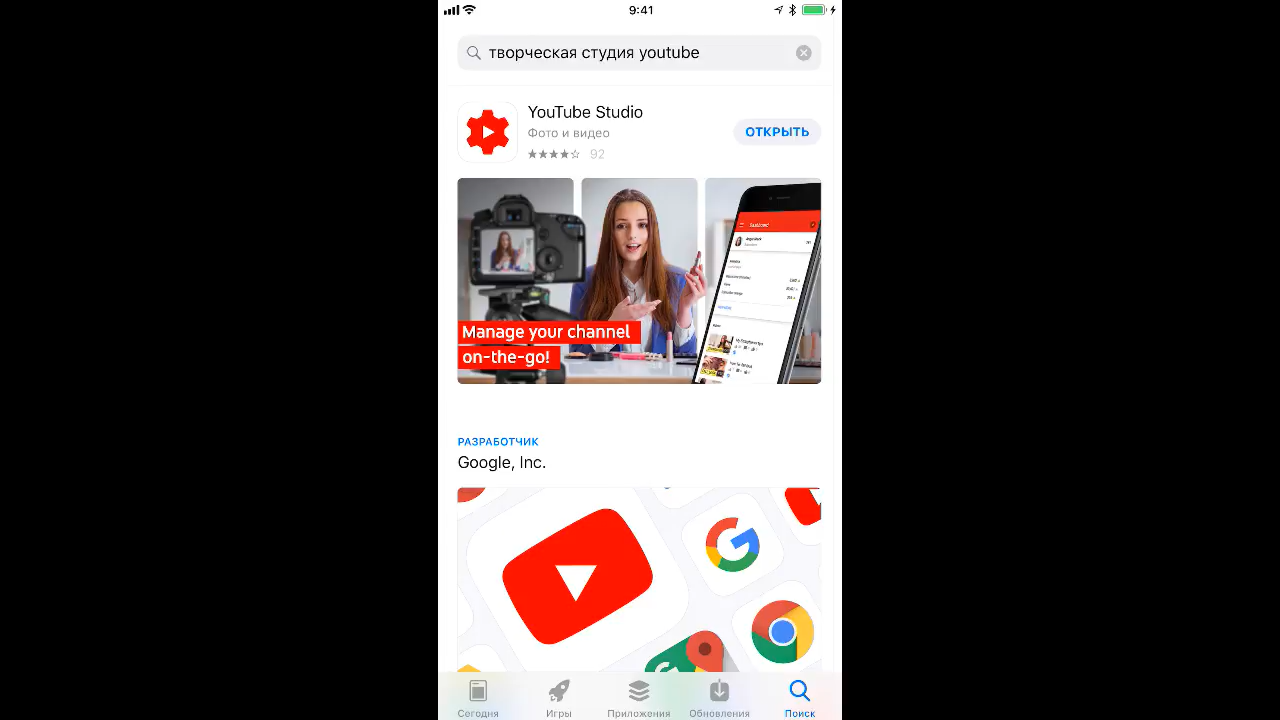 9:41
творческая студия youtube
YouTube Studio
Фото и видео
ОТКРЫТЬ
92
Manage your channel
on-the-go!
РАЗРАБОТЧИК
Google, Inc.
Сегодня
Игры
Приложения
Обновления
Поиск